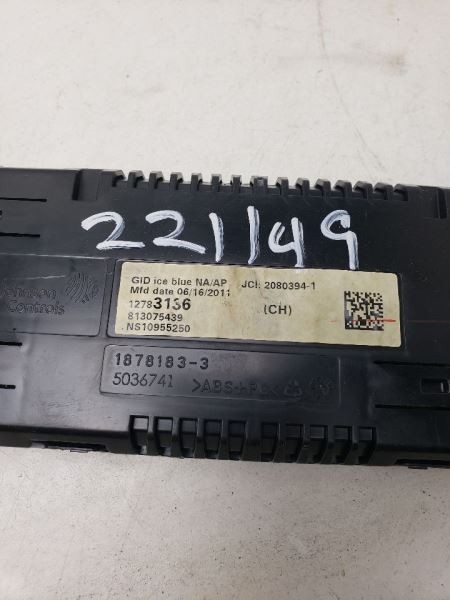 221149
GID ice blue NA/AP JCI: 2080394-1
Mfd date 06/16/2011
12783136 (CH)
813075439
NS10955250
Johnson
Controls
1878183-3
5036741 >ABS+PC<